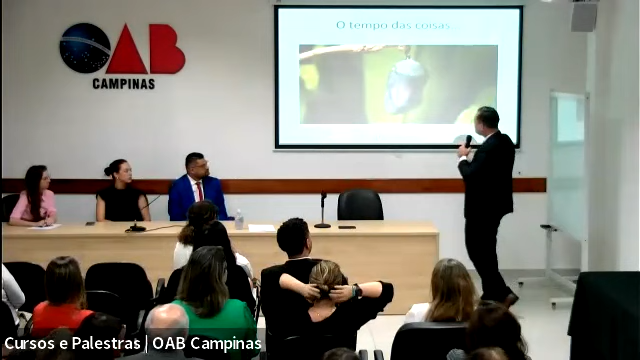 OAB
CAMPINAS
O tempo das coisas
Cursos e Palestras | OAB Campinas